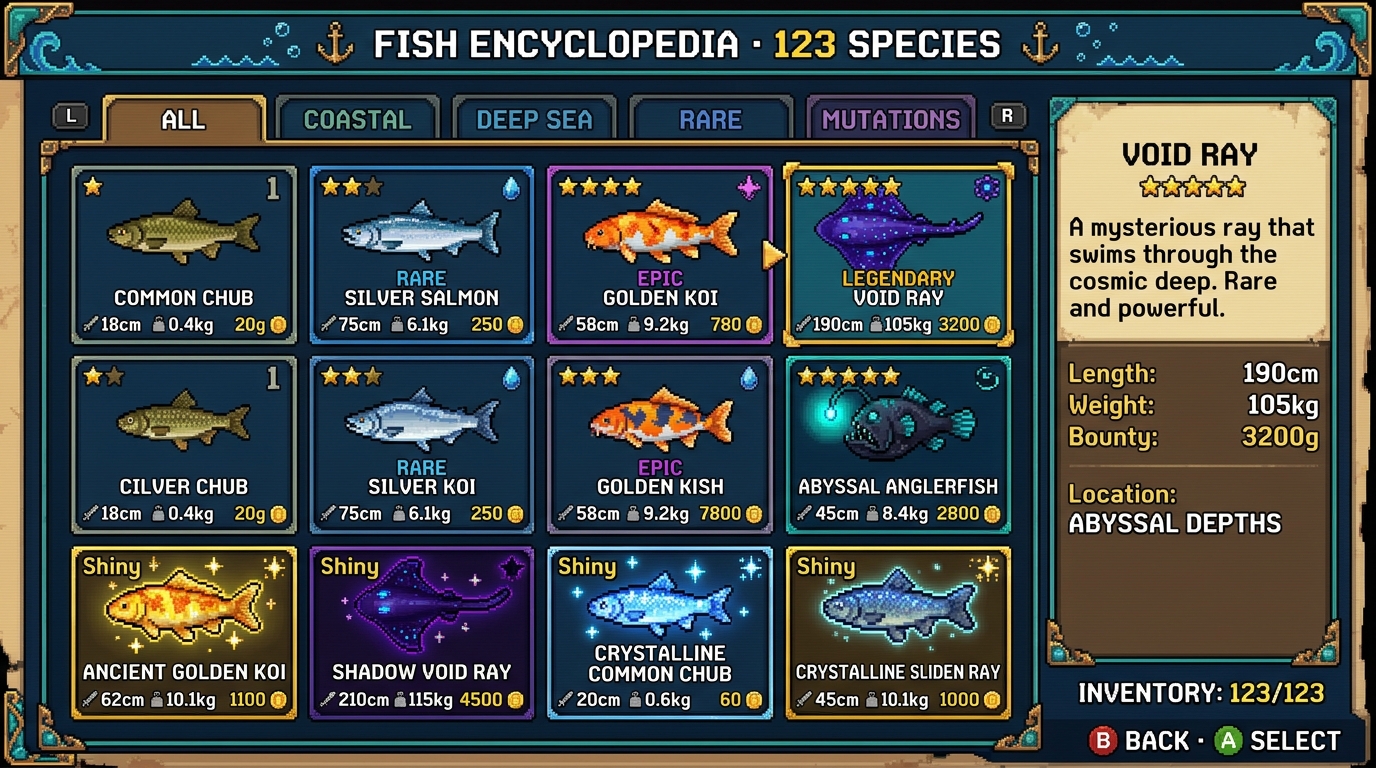 FISH ENCYCLOPEDIA · 123 SPECIES
L
ALL
COASTAL
DEEP SEA
RARE
MUTATIONS
R
1
COMMON CHUB
18cm 0.4kg 20g
RARE
SILVER SALMON
75cm 6.1kg 250
EPIC
GOLDEN KOI
58cm 9.2kg 780
LEGENDARY
VOID RAY
190cm 105kg 3200
1
CILVER CHUB
18cm 0.4kg 20g
RARE
SILVER KOI
75cm 6.1kg 250
EPIC
GOLDEN KISH
58cm 9.2kg 7800
ABYSSAL ANGLERFISH
45cm 8.4kg 2800
Shiny
ANCIENT GOLDEN KOI
62cm 10.1kg 1100
Shiny
SHADOW VOID RAY
210cm 115kg 4500
Shiny
CRYSTALLINE
COMMON CHUB
20cm 0.6kg 60
Shiny
CRYSTALLINE SLIDEN RAY
45cm 10.1kg 1000
VOID RAY
A mysterious ray that
swims through the
cosmic deep. Rare
and powerful.
Length: 190cm
Weight: 105kg
Bounty: 3200g
Location:
ABYSSAL DEPTHS
INVENTORY: 123/123
B BACK · A SELECT